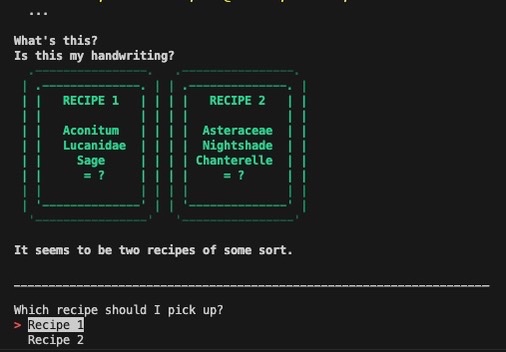 ...
What's this?
Is this my handwriting?
RECIPE 1
Aconitum
Lucanidae
Sage
= ?
RECIPE 2
Asteraceae
Nightshade
Chanterelle
= ?
It seems to be two recipes of some sort.
Which recipe should I pick up?
> Recipe 1
Recipe 2